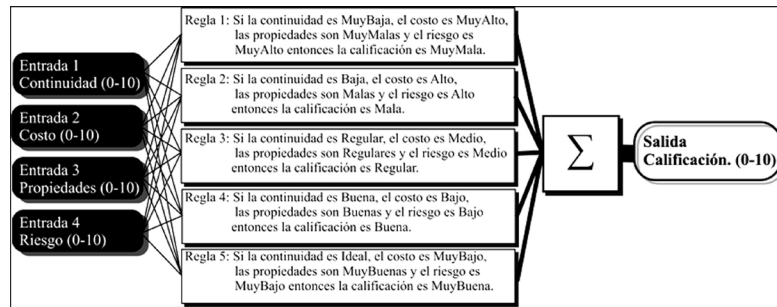 Entrada 1
Continuidad (0-10)
Entrada 2
Costo (0-10)
Entrada 3
Propiedades (0-10)
Entrada 4
Riesgo (0-10)
Regla 1: Si la continuidad es MuyBaja, el costo es MuyAlto,
las propiedades son MuyMalas y el riesgo es
MuyAlto entonces la calificación es MuyMala.
Regla 2: Si la continuidad es Baja, el costo es Alto,
las propiedades son Malas y el riesgo es Alto
entonces la calificación es Mala.
Regla 3: Si la continuidad es Regular, el costo es Medio,
las propiedades son Regulares y el riesgo es Medio
entonces la calificación es Regular.
Regla 4: Si la continuidad es Buena, el costo es Bajo,
las propiedades son Buenas y el riesgo es Bajo
entonces la calificación es Buena.
Regla 5: Si la continuidad es Ideal, el costo es MuyBajo,
las propiedades son MuyBuenas y el riesgo es
MuyBajo entonces la calificación es MuyBuena.
Σ
Salida
Calificación. (0-10)